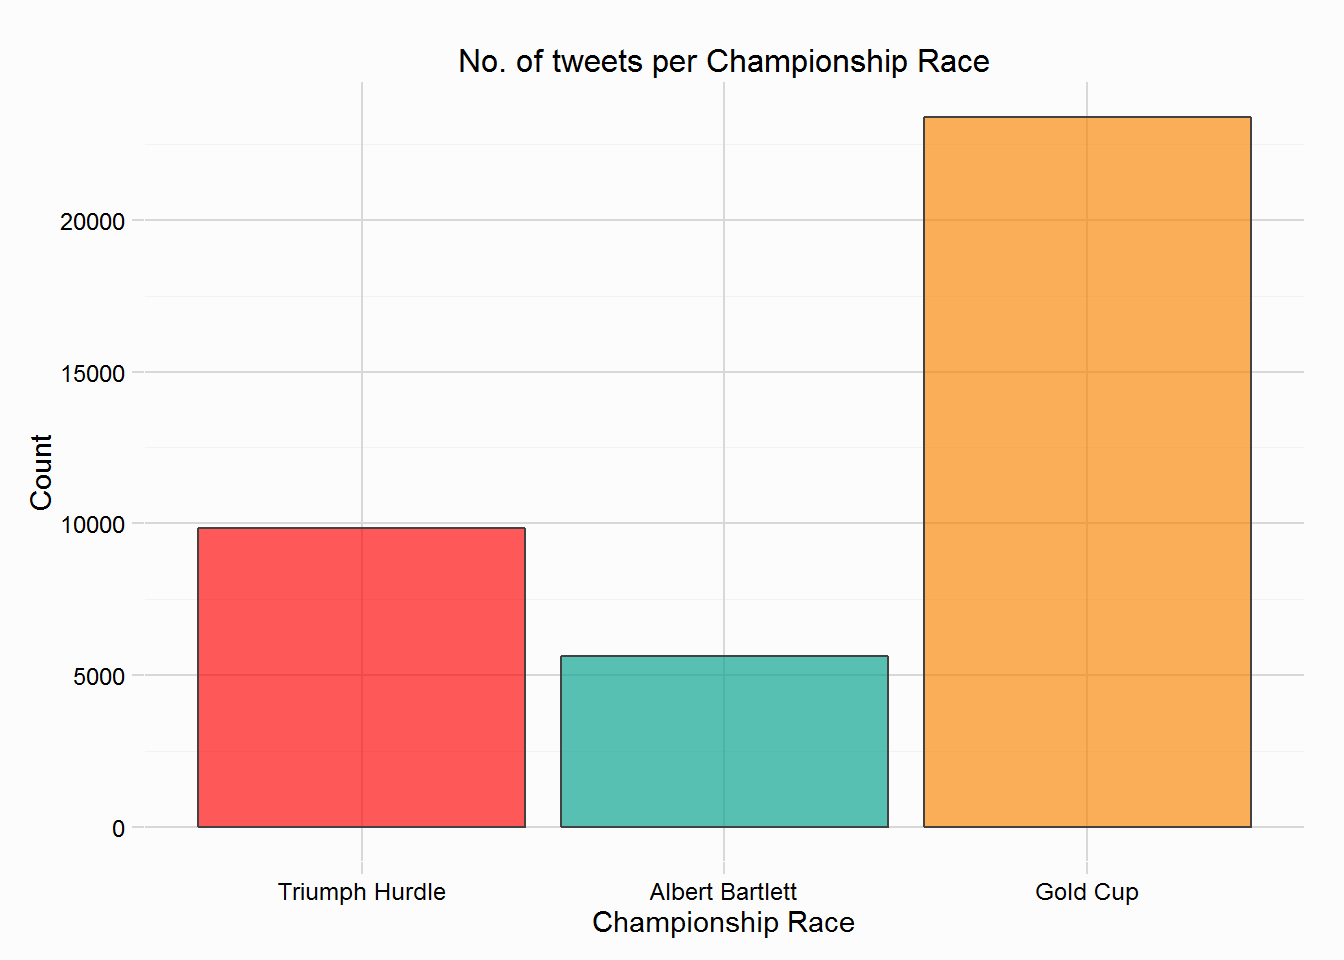 No. of tweets per Championship Race
Count
20000
15000
10000
5000
0
Triumph Hurdle
Albert Bartlett
Gold Cup
Championship Race